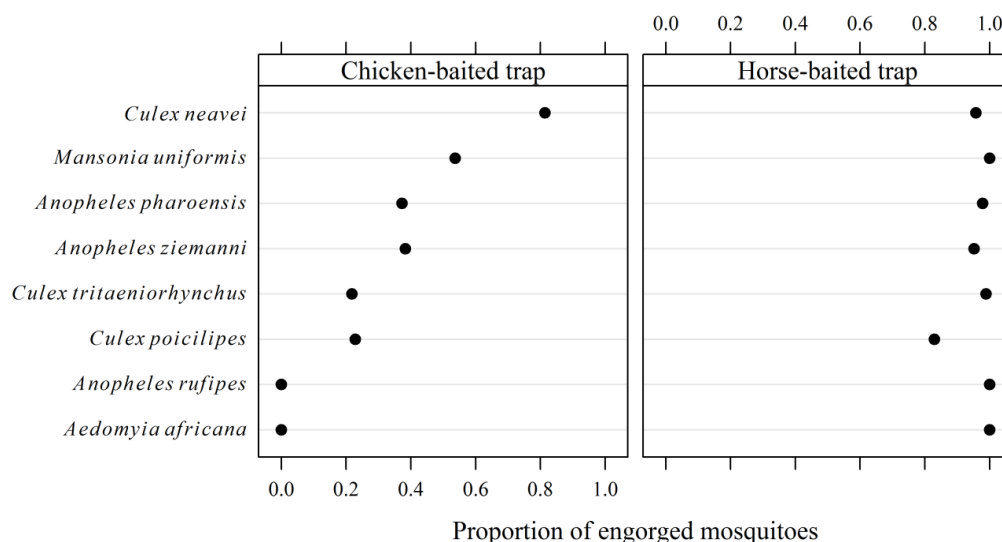 0.0 0.2 0.4 0.6 0.8 1.0
Chicken-baited trap Horse-baited trap
Culex neavei
Mansonia uniformis
Anopheles pharoensis
Anopheles ziemanni
Culex tritaeniorhynchus
Culex poicilipes
Anopheles rufipes
Aedomyia africana
0.0 0.2 0.4 0.6 0.8 1.0
Proportion of engorged mosquitoes